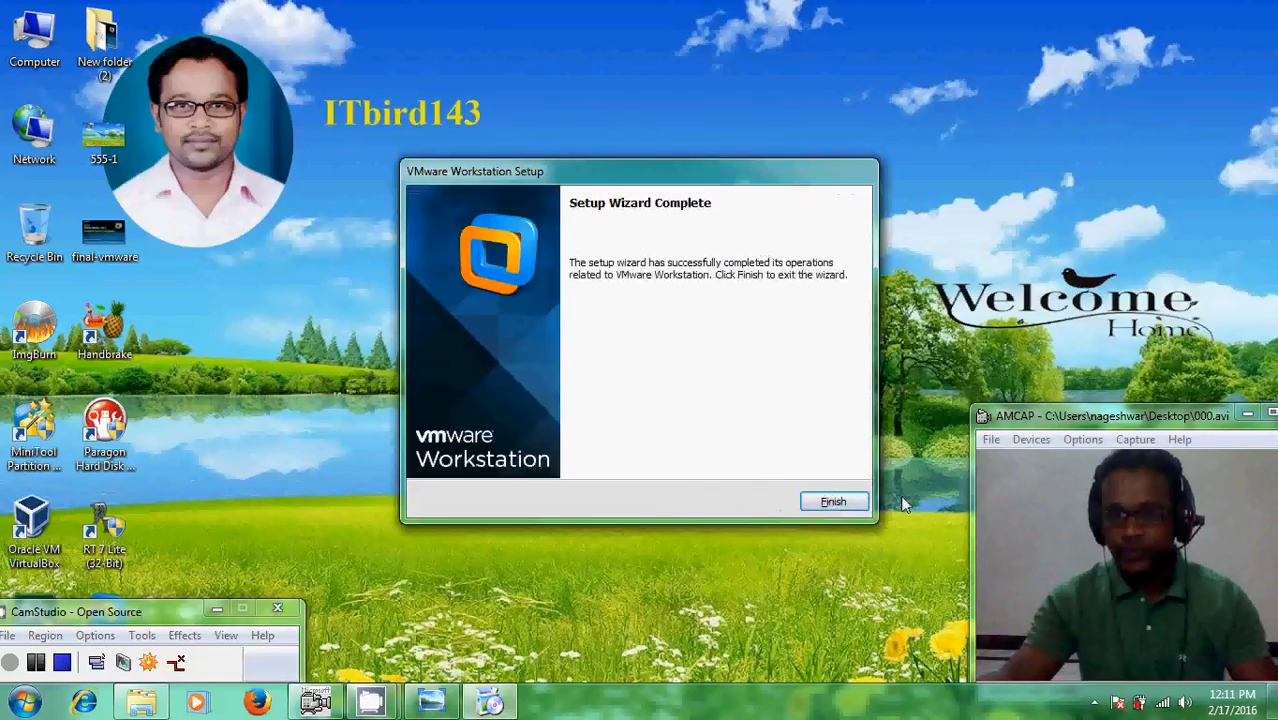 Computer
New folder
(2)
Network
555-1
Recycle Bin
final-vmware
ImgBurn
Handbrake
MiniTool
Partition ...
Paragon
Hard Disk ...
Oracle VM
VirtualBox
RT 7 Lite
(32-Bit)
ITbird143
VMware Workstation Setup
Setup Wizard Complete
The setup wizard has successfully completed its operations
related to VMware Workstation. Click Finish to exit the wizard.
vmware
Workstation
Finish
Welcome
Home
AMCAP - C:\Users\nageshwar\Desktop\000.avi
File Devices Options Capture Help
CamStudio - Open Source
File Region Options Tools Effects View Help
Microsoft
12:11 PM
2/17/2016